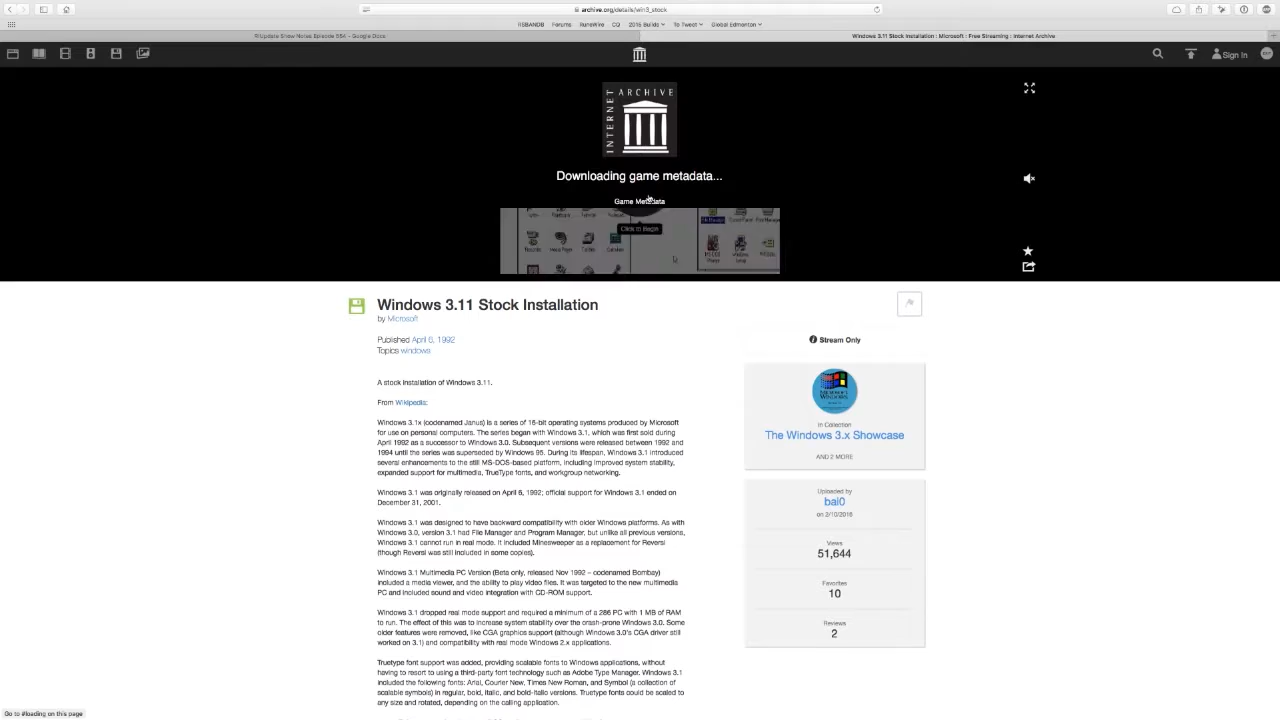 archive.org/details/win3_stock
RSBANDB Forums RunsWire CQ 2015 Builds To Tweet Global Edmonton
RSUpdate Show Notes Episode 554 - Google Docs
Windows 3.11 Stock Installation : Microsoft : Free Streaming : Internet Archive
Sign In
INTERNET ARCHIVE
Downloading game metadata...
Game Metadata
Click to Begin
Windows 3.11 Stock Installation
by Microsoft
Published April 6, 1992
Topics windows
Stream Only
A stock installation of Windows 3.11.
From Wikipedia:
Windows 3.1x (codenamed Janus) is a series of 16-bit operating systems produced by Microsoft
for use on personal computers. The series began with Windows 3.1, which was first sold during
April 1992 as a successor to Windows 3.0. Subsequent versions were released between 1992 and
1994 until the series was superseded by Windows 95. During its lifespan, Windows 3.1 introduced
several enhancements to the still MS-DOS-based platform, including improved system stability,
expanded support for multimedia, TrueType fonts, and workgroup networking.
Windows 3.1 was originally released on April 6, 1992; official support for Windows 3.1 ended on
December 31, 2001.
Windows 3.1 was designed to have backward compatibility with older Windows platforms. As with
Windows 3.0, version 3.1 had File Manager and Program Manager, but unlike all previous versions,
Windows 3.1 cannot run in real mode. It included Minesweeper as a replacement for Reversi
(though Reversi was still included in some copies).
Windows 3.1 Multimedia PC Version (Beta only, released Nov 1992 – codenamed Bombay)
included a media viewer, and the ability to play video files. It was targeted to the new multimedia
PC and included sound and video integration with CD-ROM support.
Windows 3.1 dropped real mode support and required a minimum of a 286 PC with 1 MB of RAM
to run. The effect of this was to increase system stability over the crash-prone Windows 3.0. Some
older features were removed, like CGA graphics support (although Windows 3.0's CGA driver still
worked on 3.1) and compatibility with real mode Windows 2.x applications.
Truetype font support was added, providing scalable fonts to Windows applications, without
having to resort to using a third-party font technology such as Adobe Type Manager. Windows 3.1
included the following fonts: Arial, Courier New, Times New Roman, and Symbol (a collection of
scalable symbols) in regular, bold, italic, and bold-italic versions. Truetype fonts could be scaled to
any size and rotated, depending on the calling application.
MICROSOFT WINDOWS
In Collection
The Windows 3.x Showcase
AND 2 MORE
Uploaded by
bai0
on 2/10/2016
Views
51,644
Favorites
10
Reviews
2
Go to #loading on this page